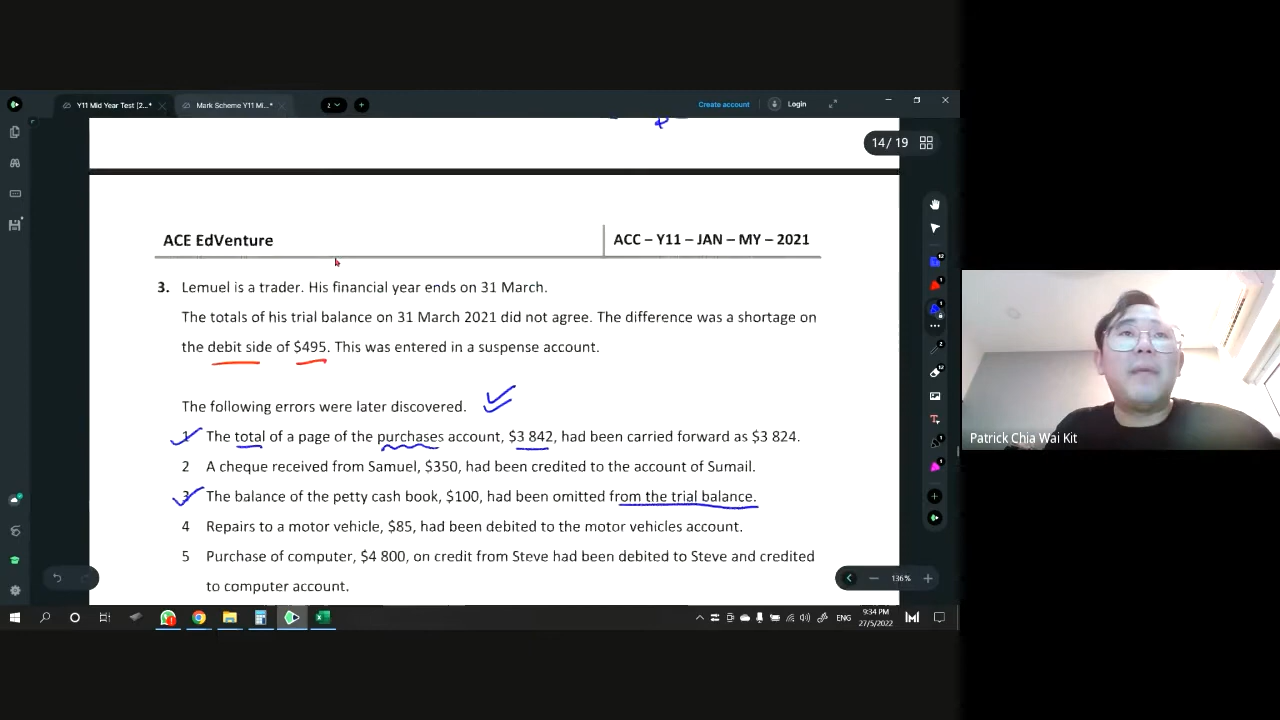 Y11 Mid Year Test (2...*
Mark Scheme Y11 Mi...*
2
Create account
Login
14 / 19
ACE EdVenture
ACC – Y11 – JAN – MY – 2021
3. Lemuel is a trader. His financial year ends on 31 March.
The totals of his trial balance on 31 March 2021 did not agree. The difference was a shortage on
the debit side of $495. This was entered in a suspense account.
The following errors were later discovered.
1 The total of a page of the purchases account, $3 842, had been carried forward as $3 824.
2 A cheque received from Samuel, $350, had been credited to the account of Sumail.
3 The balance of the petty cash book, $100, had been omitted from the trial balance.
4 Repairs to a motor vehicle, $85, had been debited to the motor vehicles account.
5 Purchase of computer, $4 800, on credit from Steve had been debited to Steve and credited
to computer account.
Patrick Chia Wai Kit
136%
ENG
9:34 PM
27/5/2022